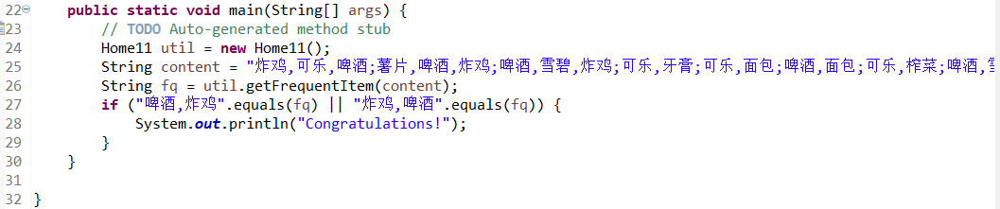 22 public static void main(String[] args) {
23 // TODO Auto-generated method stub
24 Home11 util = new Home11();
25 String content = "炸鸡,可乐,啤酒;薯片,啤酒,炸鸡;啤酒,雪碧,炸鸡;可乐,牙膏;可乐,面包;啤酒,面包;可乐,榨菜;啤酒,雪
26 String fq = util.getFrequentItem(content);
27 if ("啤酒,炸鸡".equals(fq) || "炸鸡,啤酒".equals(fq)) {
28 System.out.println("Congratulations!");
29 }
30 }
31
32 }